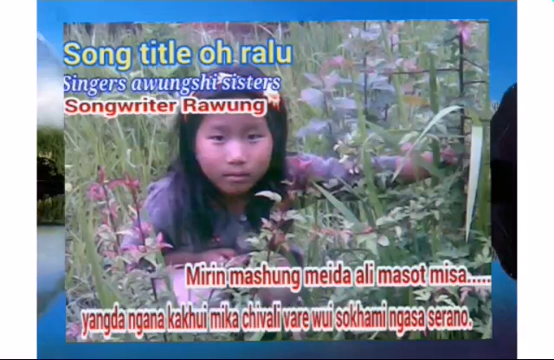 Song title oh ralu
Singers awungshi sisters
Songwriter Rawung
Mirin mashung meida ali masot misa.....
yangda ngana kakhui mika chivali vare wui sokhami ngasa serano.